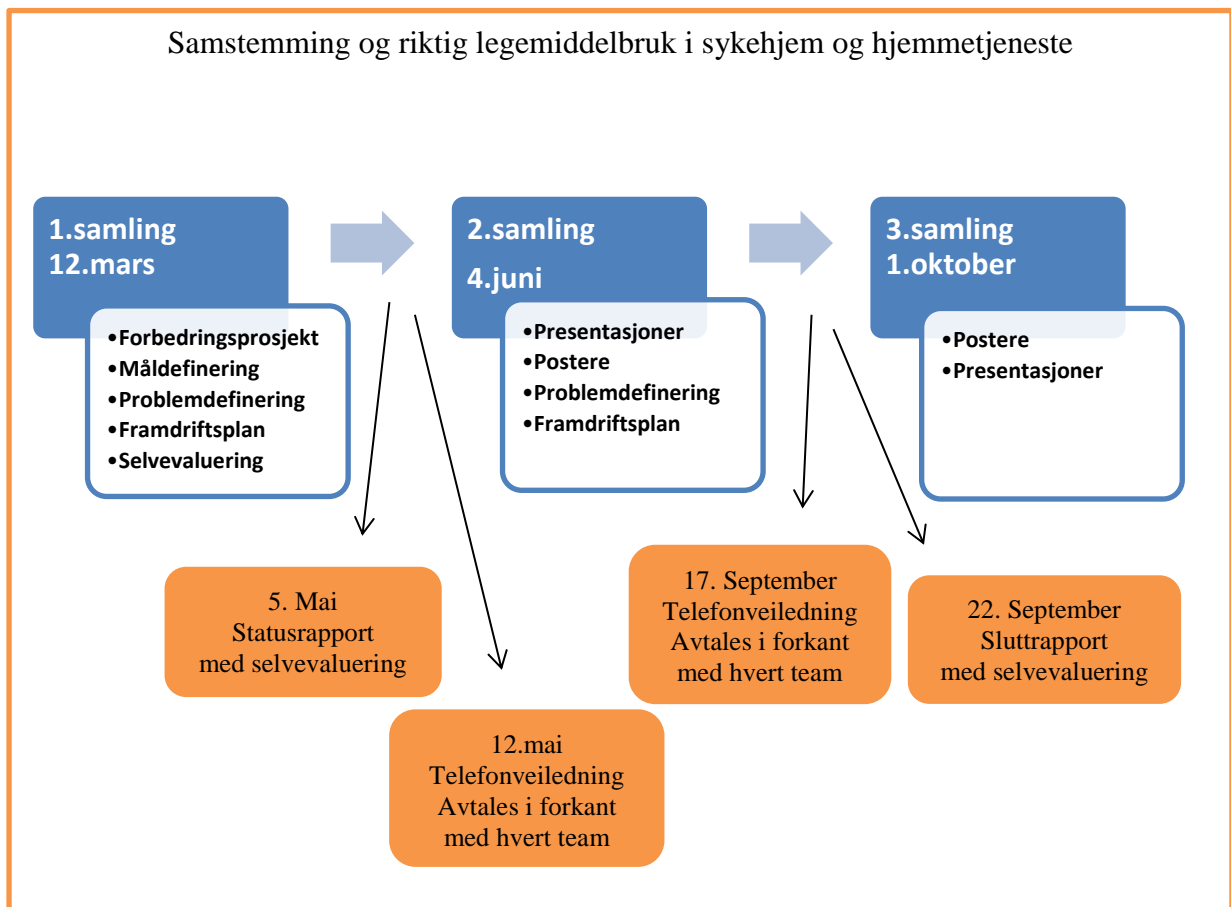 Samstemming og riktig legemiddelbruk i sykehjem og hjemmetjeneste
1.samling
12.mars
•Forbedringsprosjekt
•Måldefinering
•Problemdefinering
•Framdriftsplan
•Selvevaluering
2.samling
4.juni
•Presentasjoner
•Postere
•Problemdefinering
•Framdriftsplan
3.samling
1.oktober
•Postere
•Presentasjoner
5. Mai
Statusrapport
med selvevaluering
12.mai
Telefonveiledning
Avtales i forkant
med hvert team
17. September
Telefonveiledning
Avtales i forkant
med hvert team
22. September
Sluttrapport
med selvevaluering